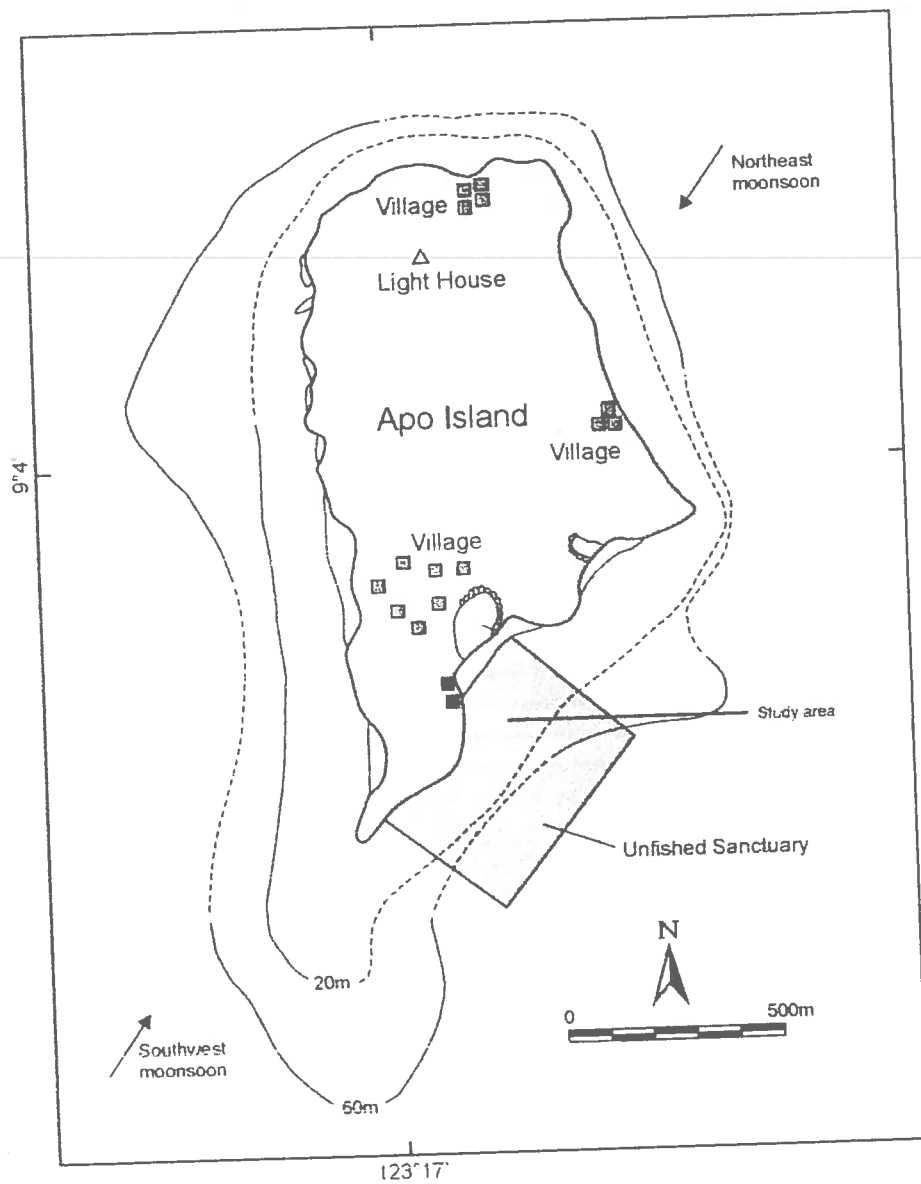 Northeast
moonsoon
Village
Light House
Apo Island
Village
9°4'
Village
Study area
Unfished Sanctuary
N
20m
0 500m
Southwest
moonsoon
60m
123°17'